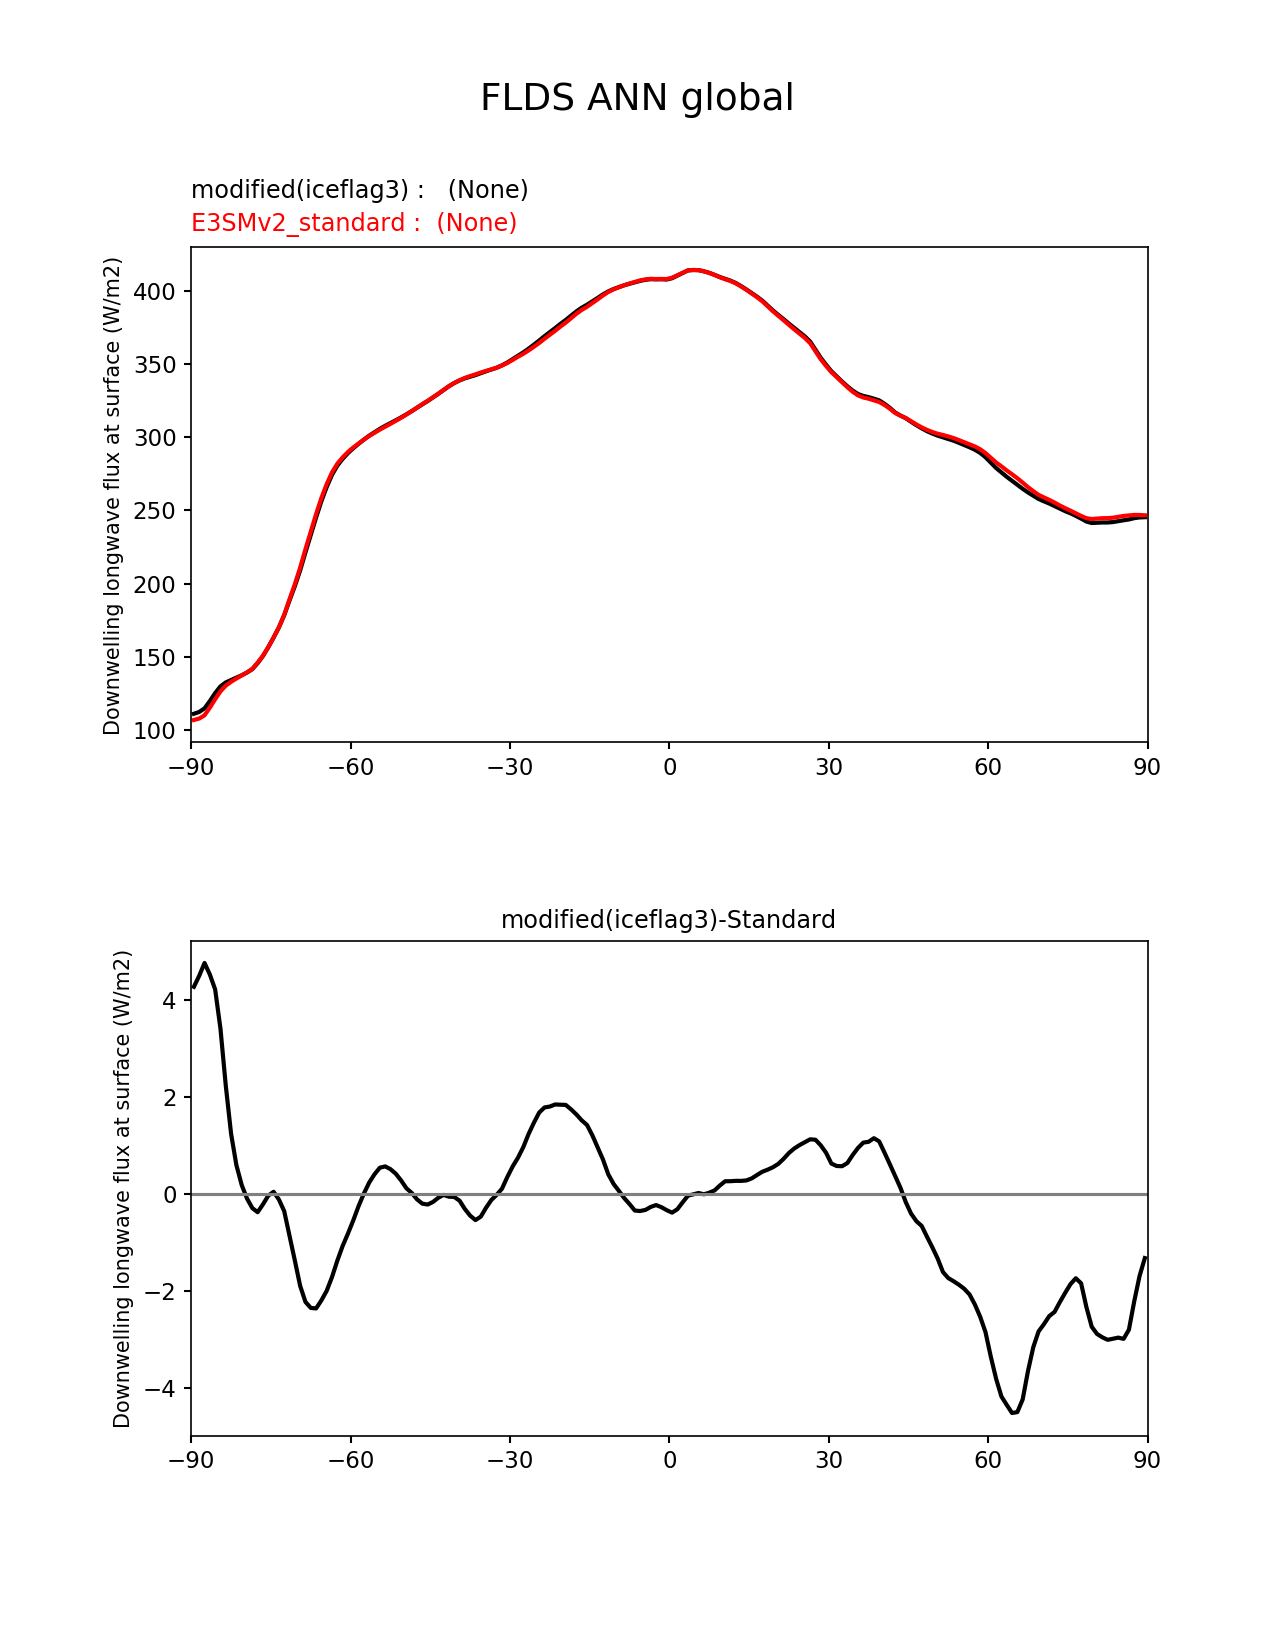 FLDS ANN global
modified(iceflag3) :   (None)
E3SMv2_standard :  (None)
Downwelling longwave flux at surface (W/m2)
400
350
300
250
200
150
100
−90 −60 −30 0 30 60 90
modified(iceflag3)-Standard
Downwelling longwave flux at surface (W/m2)
4
2
0
−2
−4
−90 −60 −30 0 30 60 90